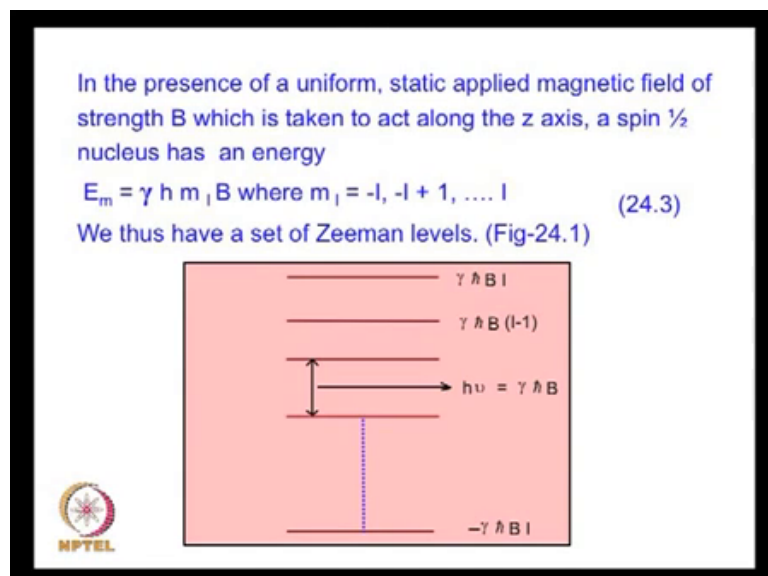 In the presence of a uniform, static applied magnetic field of
strength B which is taken to act along the z axis, a spin ½
nucleus has an energy
Eₘ = γ h m ₗ B where m ₗ = -I, -I + 1, .... I
(24.3)
We thus have a set of Zeeman levels. (Fig-24.1)
γ ℏ B I
γ ℏ B (I-1)
hυ = γ ℏ B
–γ ℏ B I
NPTEL